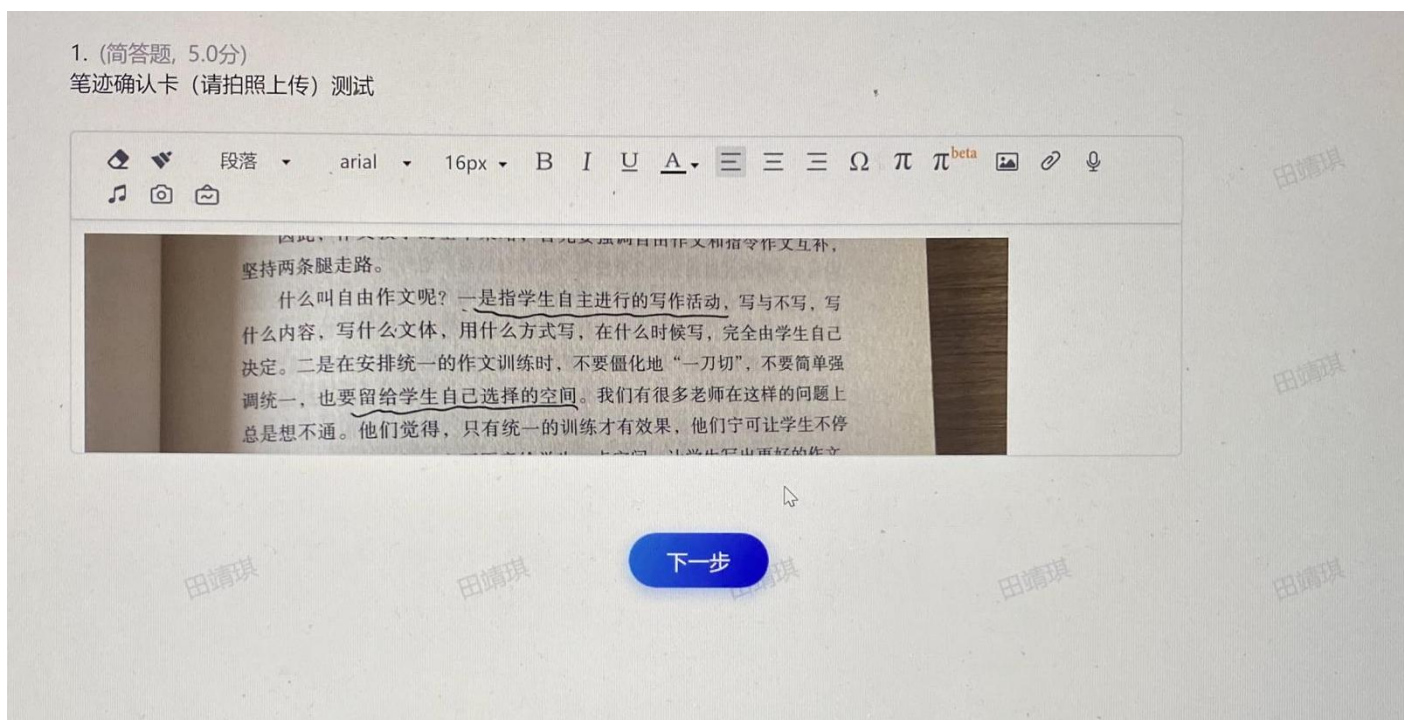 1. (简答题, 5.0分)
笔迹确认卡（请拍照上传）测试
段落 arial 16px B I U A Ω π π beta
田靖琪
坚持两条腿走路。
什么叫自由作文呢？一是指学生自主进行的写作活动，写与不写，写
什么内容，写什么文体，用什么方式写，在什么时候写，完全由学生自己
决定。二是在安排统一的作文训练时，不要僵化地“一刀切”，不要简单强
调统一，也要留给学生自己选择的空间。我们有很多老师在这样的问题上
总是想不通。他们觉得，只有统一的训练才有效果，他们宁可让学生不停
田靖琪
下一步
田靖琪
田靖琪
田靖琪
田靖琪